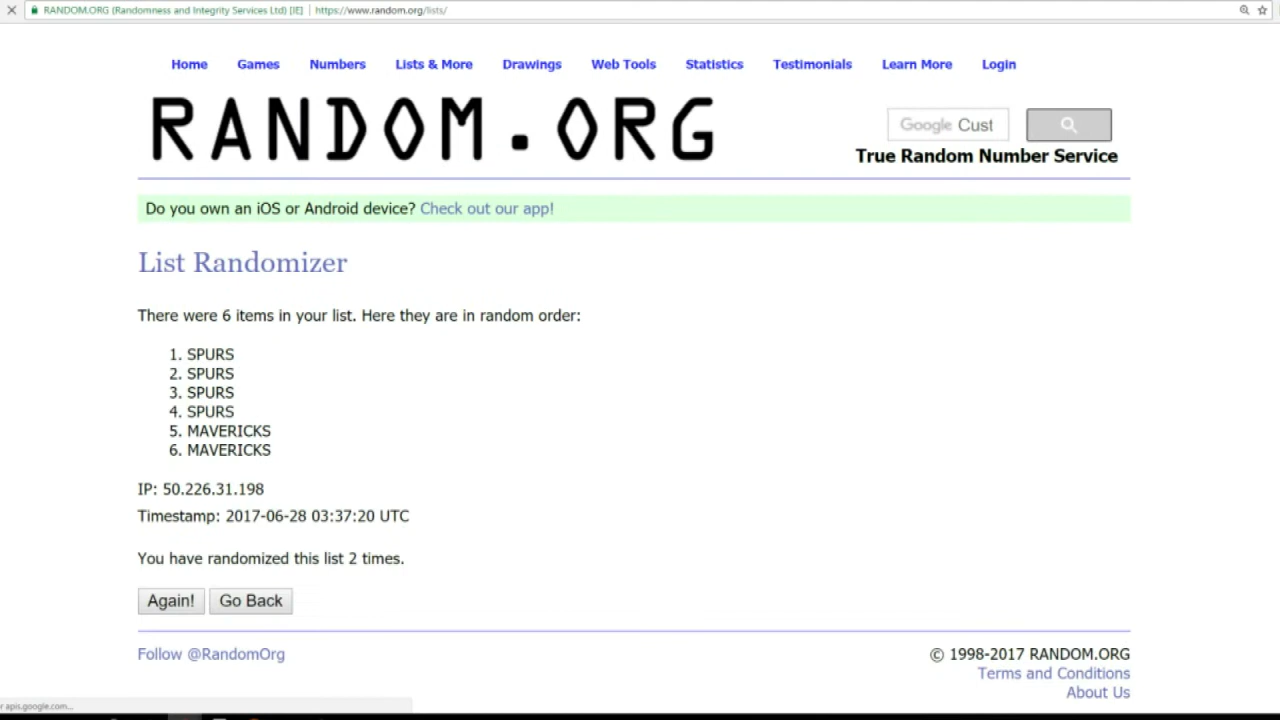 RANDOM.ORG (Randomness and Integrity Services Ltd) [IE] https://www.random.org/lists/
Home Games Numbers Lists & More Drawings Web Tools Statistics Testimonials Learn More Login
RANDOM.ORG
Google Cust
True Random Number Service
Do you own an iOS or Android device? Check out our app!
List Randomizer
There were 6 items in your list. Here they are in random order:
1. SPURS
2. SPURS
3. SPURS
4. SPURS
5. MAVERICKS
6. MAVERICKS
IP: 50.226.31.198
Timestamp: 2017-06-28 03:37:20 UTC
You have randomized this list 2 times.
Again! Go Back
Follow @RandomOrg
© 1998-2017 RANDOM.ORG
Terms and Conditions
About Us
r apis.google.com...